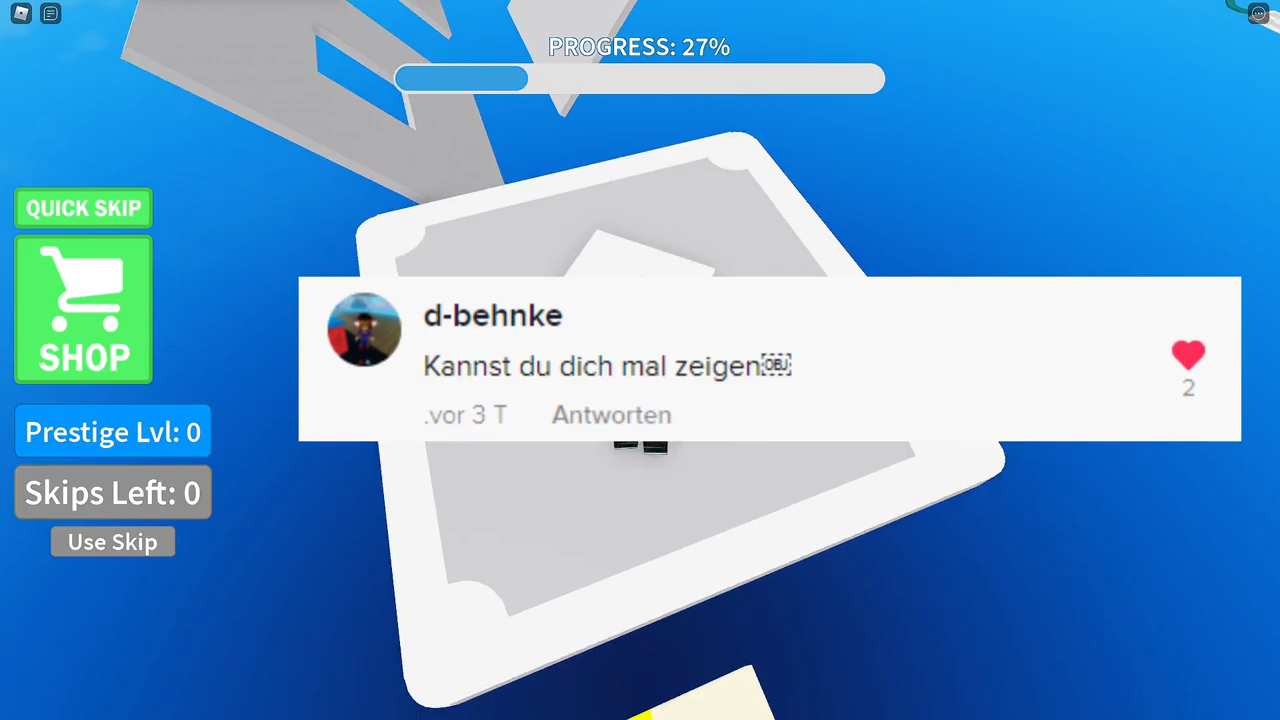 PROGRESS: 27%
QUICK SKIP
SHOP
Prestige Lvl: 0
Skips Left: 0
Use Skip
d-behnke
Kannst du dich mal zeigen￼
2
.vor 3 T Antworten